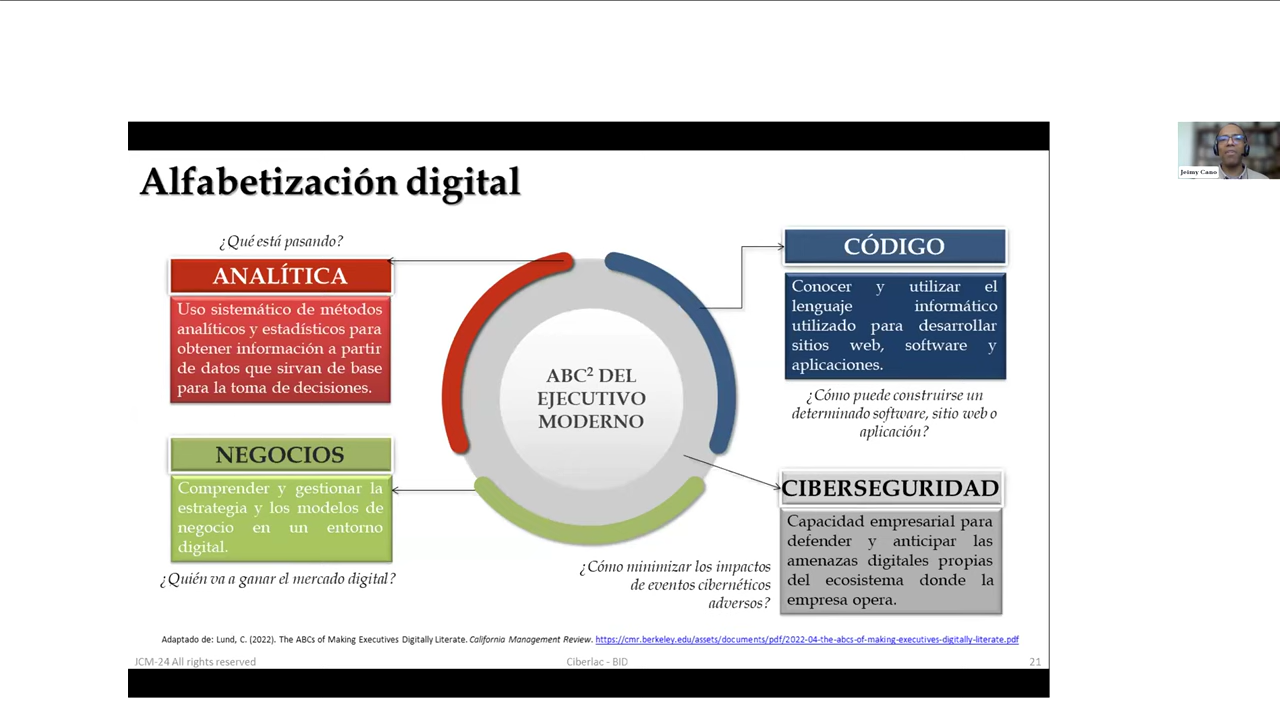 Alfabetización digital
¿Qué está pasando?
ANALÍTICA
Uso sistemático de métodos
analíticos y estadísticos para
obtener información a partir
de datos que sirvan de base
para la toma de decisiones.
NEGOCIOS
Comprender y gestionar la
estrategia y los modelos de
negocio en un entorno
digital.
¿Quién va a ganar el mercado digital?
ABC² DEL
EJECUTIVO
MODERNO
CÓDIGO
Conocer y utilizar el
lenguaje informático
utilizado para desarrollar
sitios web, software y
aplicaciones.
¿Cómo puede construirse un
determinado software, sitio web o
aplicación?
CIBERSEGURIDAD
Capacidad empresarial para
defender y anticipar las
amenazas digitales propias
del ecosistema donde la
empresa opera.
¿Cómo minimizar los impactos
de eventos cibernéticos
adversos?
Adaptado de: Lund, C. (2022). The ABCs of Making Executives Digitally Literate. California Management Review. https://cmr.berkeley.edu/assets/documents/pdf/2022-04-the-abcs-of-making-executives-digitally-literate.pdf
JCM-24 All rights reserved
Ciberlac - BID
21
Jeimy Cano